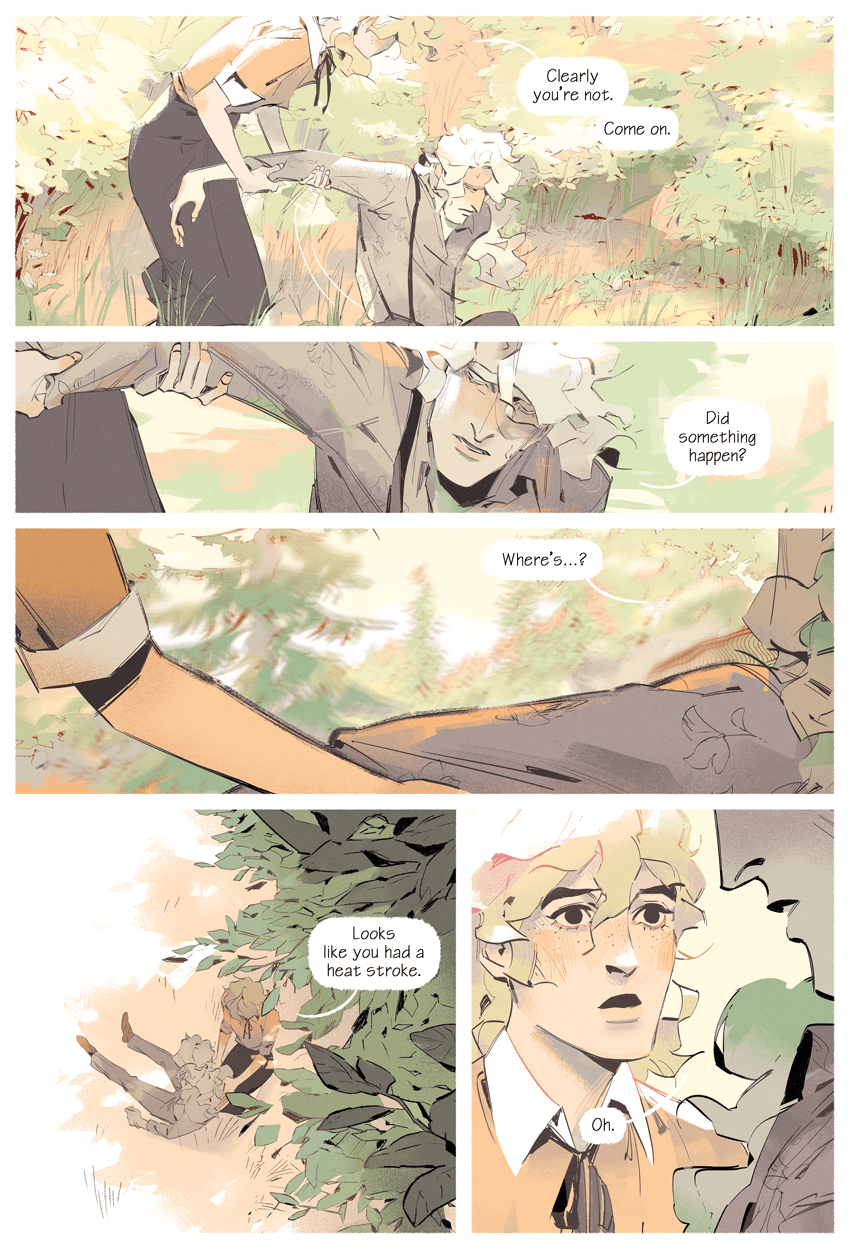 Clearly
you're not.
Come on.
Did
something
happen?
Where's...?
Looks
like you had a
heat stroke.
Oh.